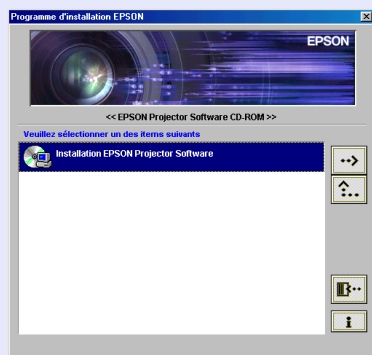 Programme d'installation EPSON
EPSON
<< EPSON Projector Software CD-ROM >>
Veuillez sélectionner un des items suivants
Installation EPSON Projector Software